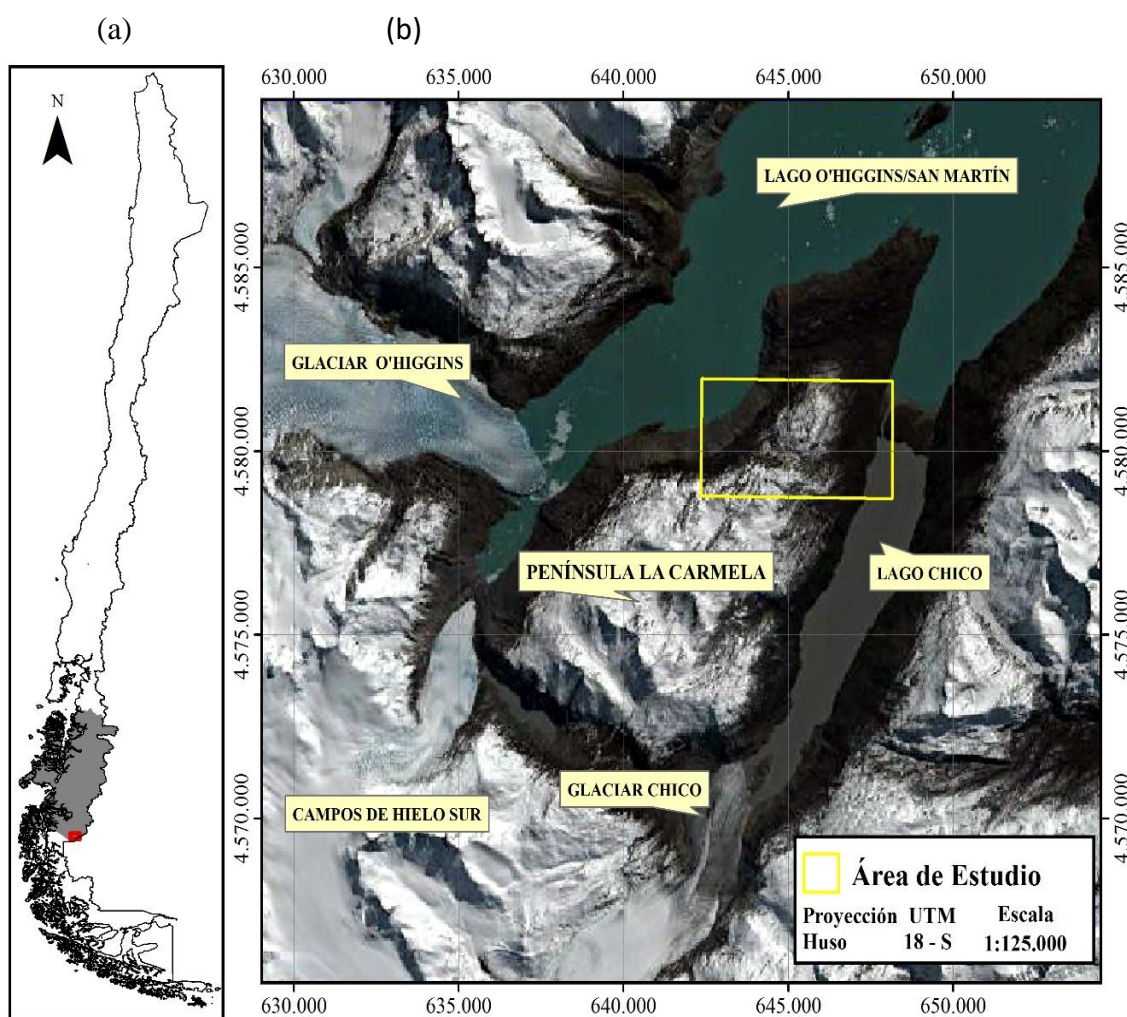 (a)
(b)
N
630.000 635.000 640.000 645.000 650.000
LAGO O'HIGGINS/SAN MARTÍN
4.585.000
4.585.000
GLACIAR O'HIGGINS
4.580.000
4.580.000
PENÍNSULA LA CARMELA
LAGO CHICO
4.575.000
4.575.000
GLACIAR CHICO
CAMPOS DE HIELO SUR
4.570.000
4.570.000
Área de Estudio
Proyección UTM Escala
Huso 18 - S 1:125.000
630.000 635.000 640.000 645.000 650.000